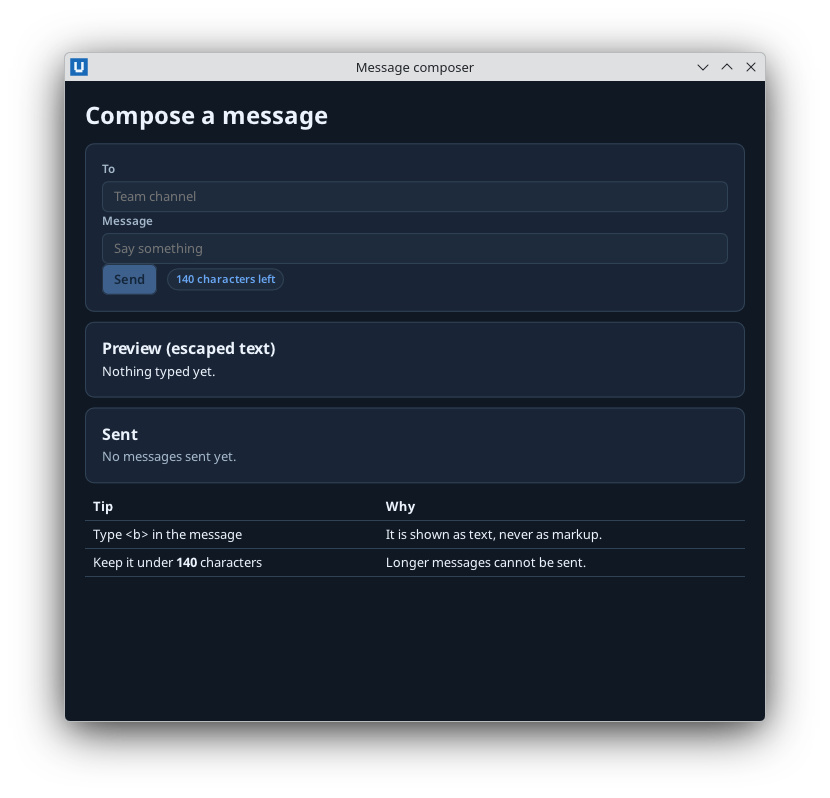 Message composer
Compose a message
To
Team channel
Message
Say something
Send 140 characters left
Preview (escaped text)
Nothing typed yet.
Sent
No messages sent yet.
Tip Why
Type <b> in the message It is shown as text, never as markup.
Keep it under 140 characters Longer messages cannot be sent.